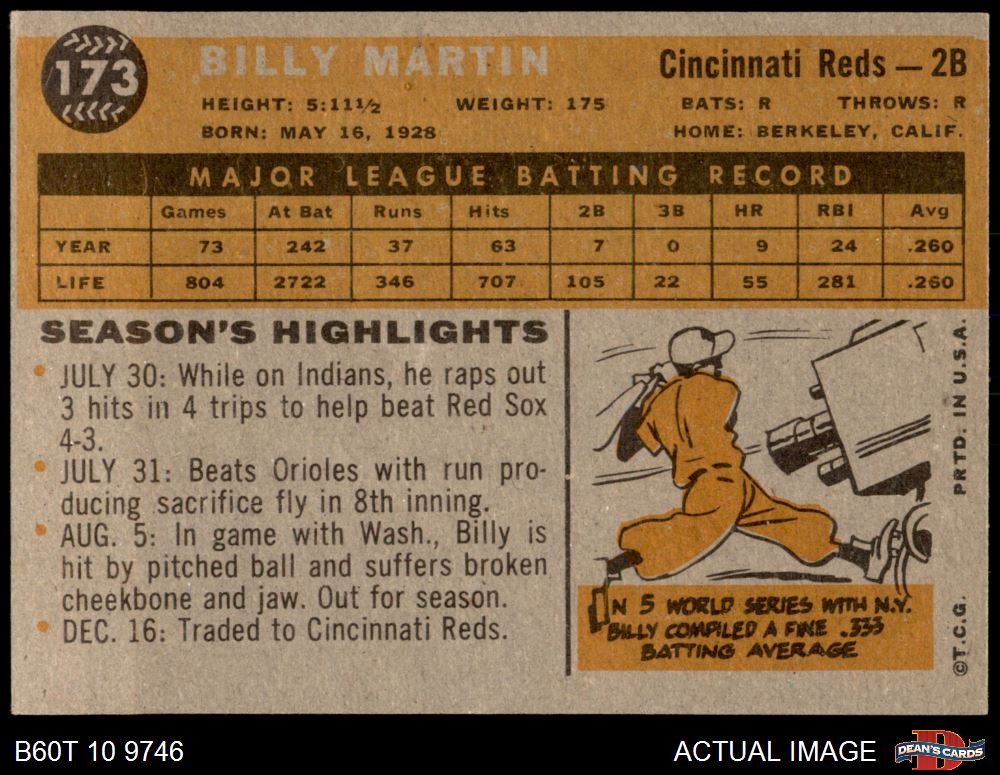 173
BILLY MARTIN
Cincinnati Reds — 2B
HEIGHT: 5:11½ WEIGHT: 175 BATS: R THROWS: R
BORN: MAY 16, 1928 HOME: BERKELEY, CALIF.
MAJOR LEAGUE BATTING RECORD
Games At Bat Runs Hits 2B 3B HR RBI Avg
YEAR 73 242 37 63 7 0 9 24 .260
LIFE 804 2722 346 707 105 22 55 281 .260
SEASON'S HIGHLIGHTS
• JULY 30: While on Indians, he raps out
3 hits in 4 trips to help beat Red Sox
4-3.
• JULY 31: Beats Orioles with run pro-
ducing sacrifice fly in 8th inning.
• AUG. 5: In game with Wash., Billy is
hit by pitched ball and suffers broken
cheekbone and jaw. Out for season.
• DEC. 16: Traded to Cincinnati Reds.
IN 5 WORLD SERIES WITH N.Y.
BILLY COMPILED A FINE .333
BATTING AVERAGE
©T.C.G. PRTD. IN U.S.A.
B60T 10 9746
ACTUAL IMAGE
DEAN'S CARDS